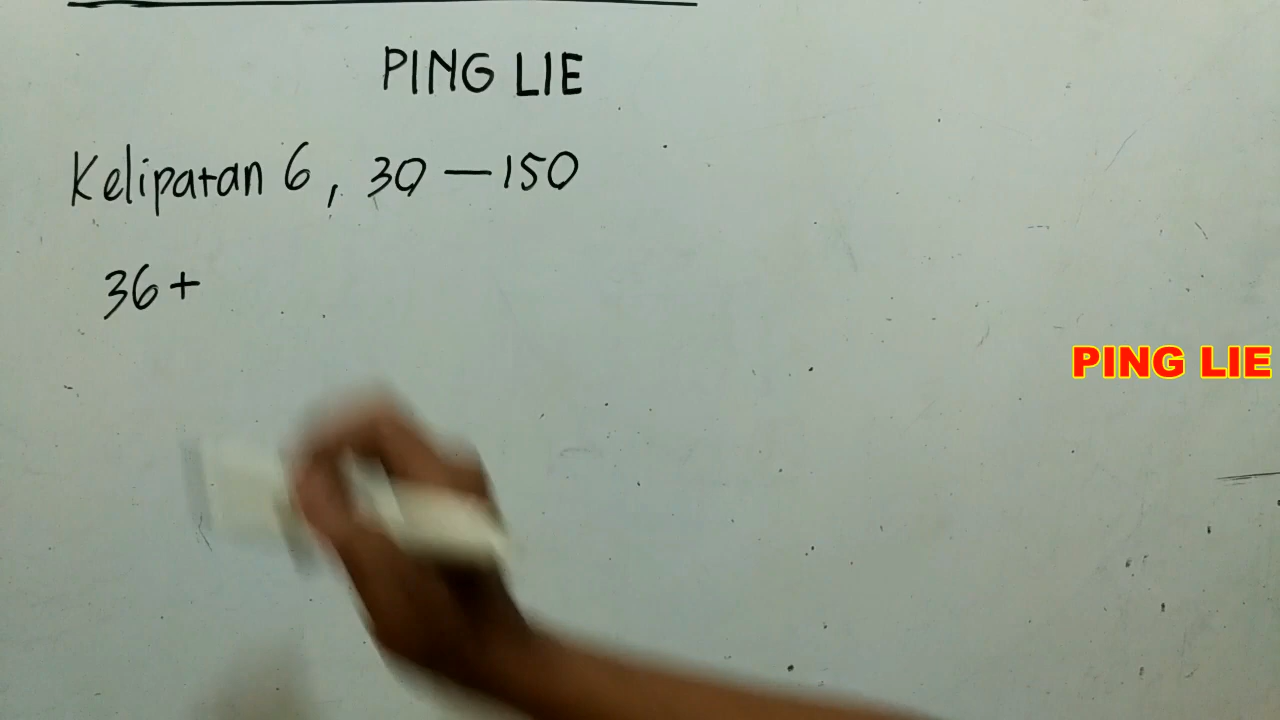 PING LIE
Kelipatan 6, 30 — 150
36 +
PING LIE